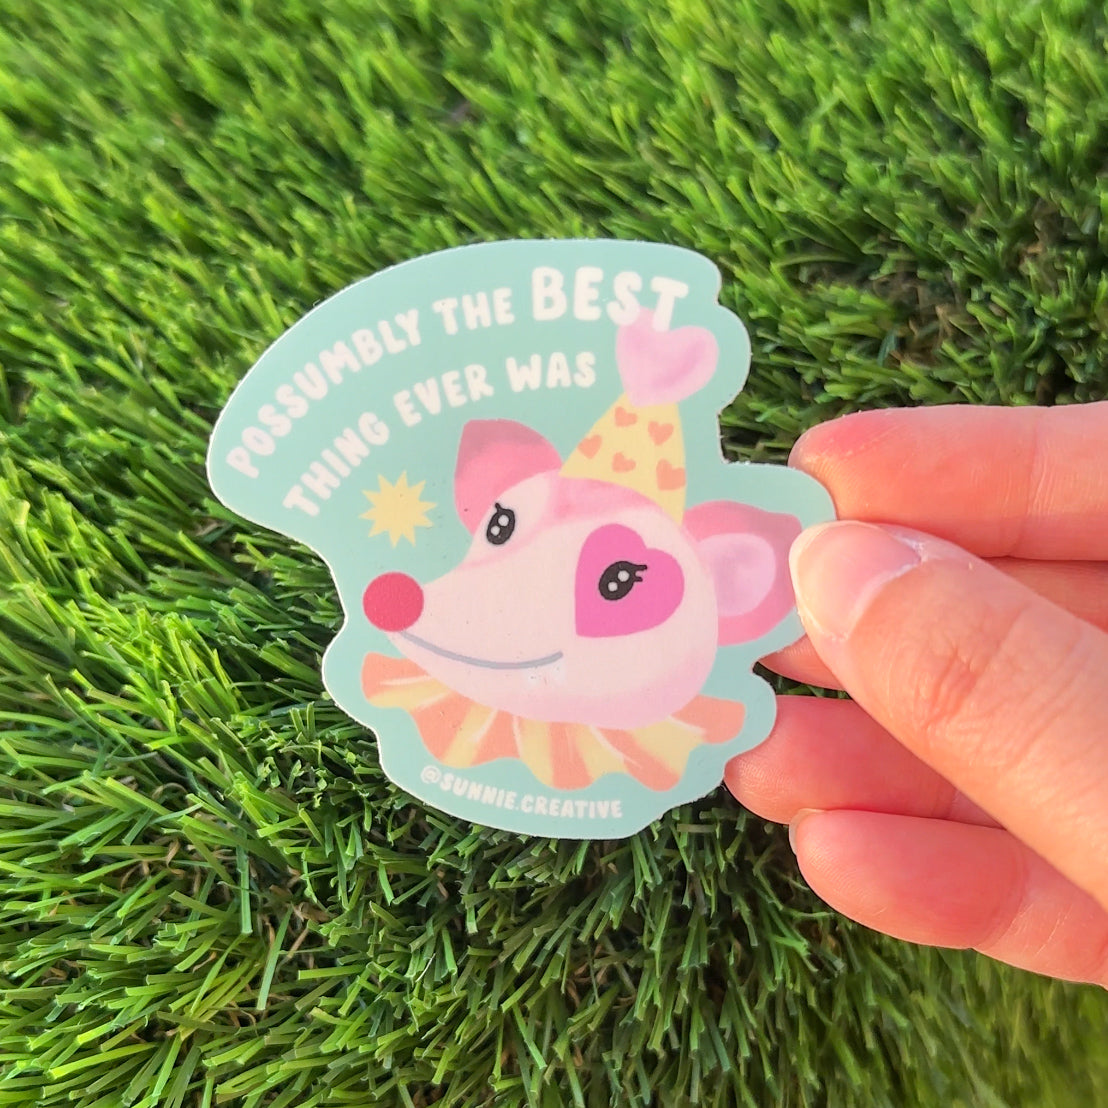 POSSUMBLY THE BEST
THING EVER WAS
@SUNNIE.CREATIVE